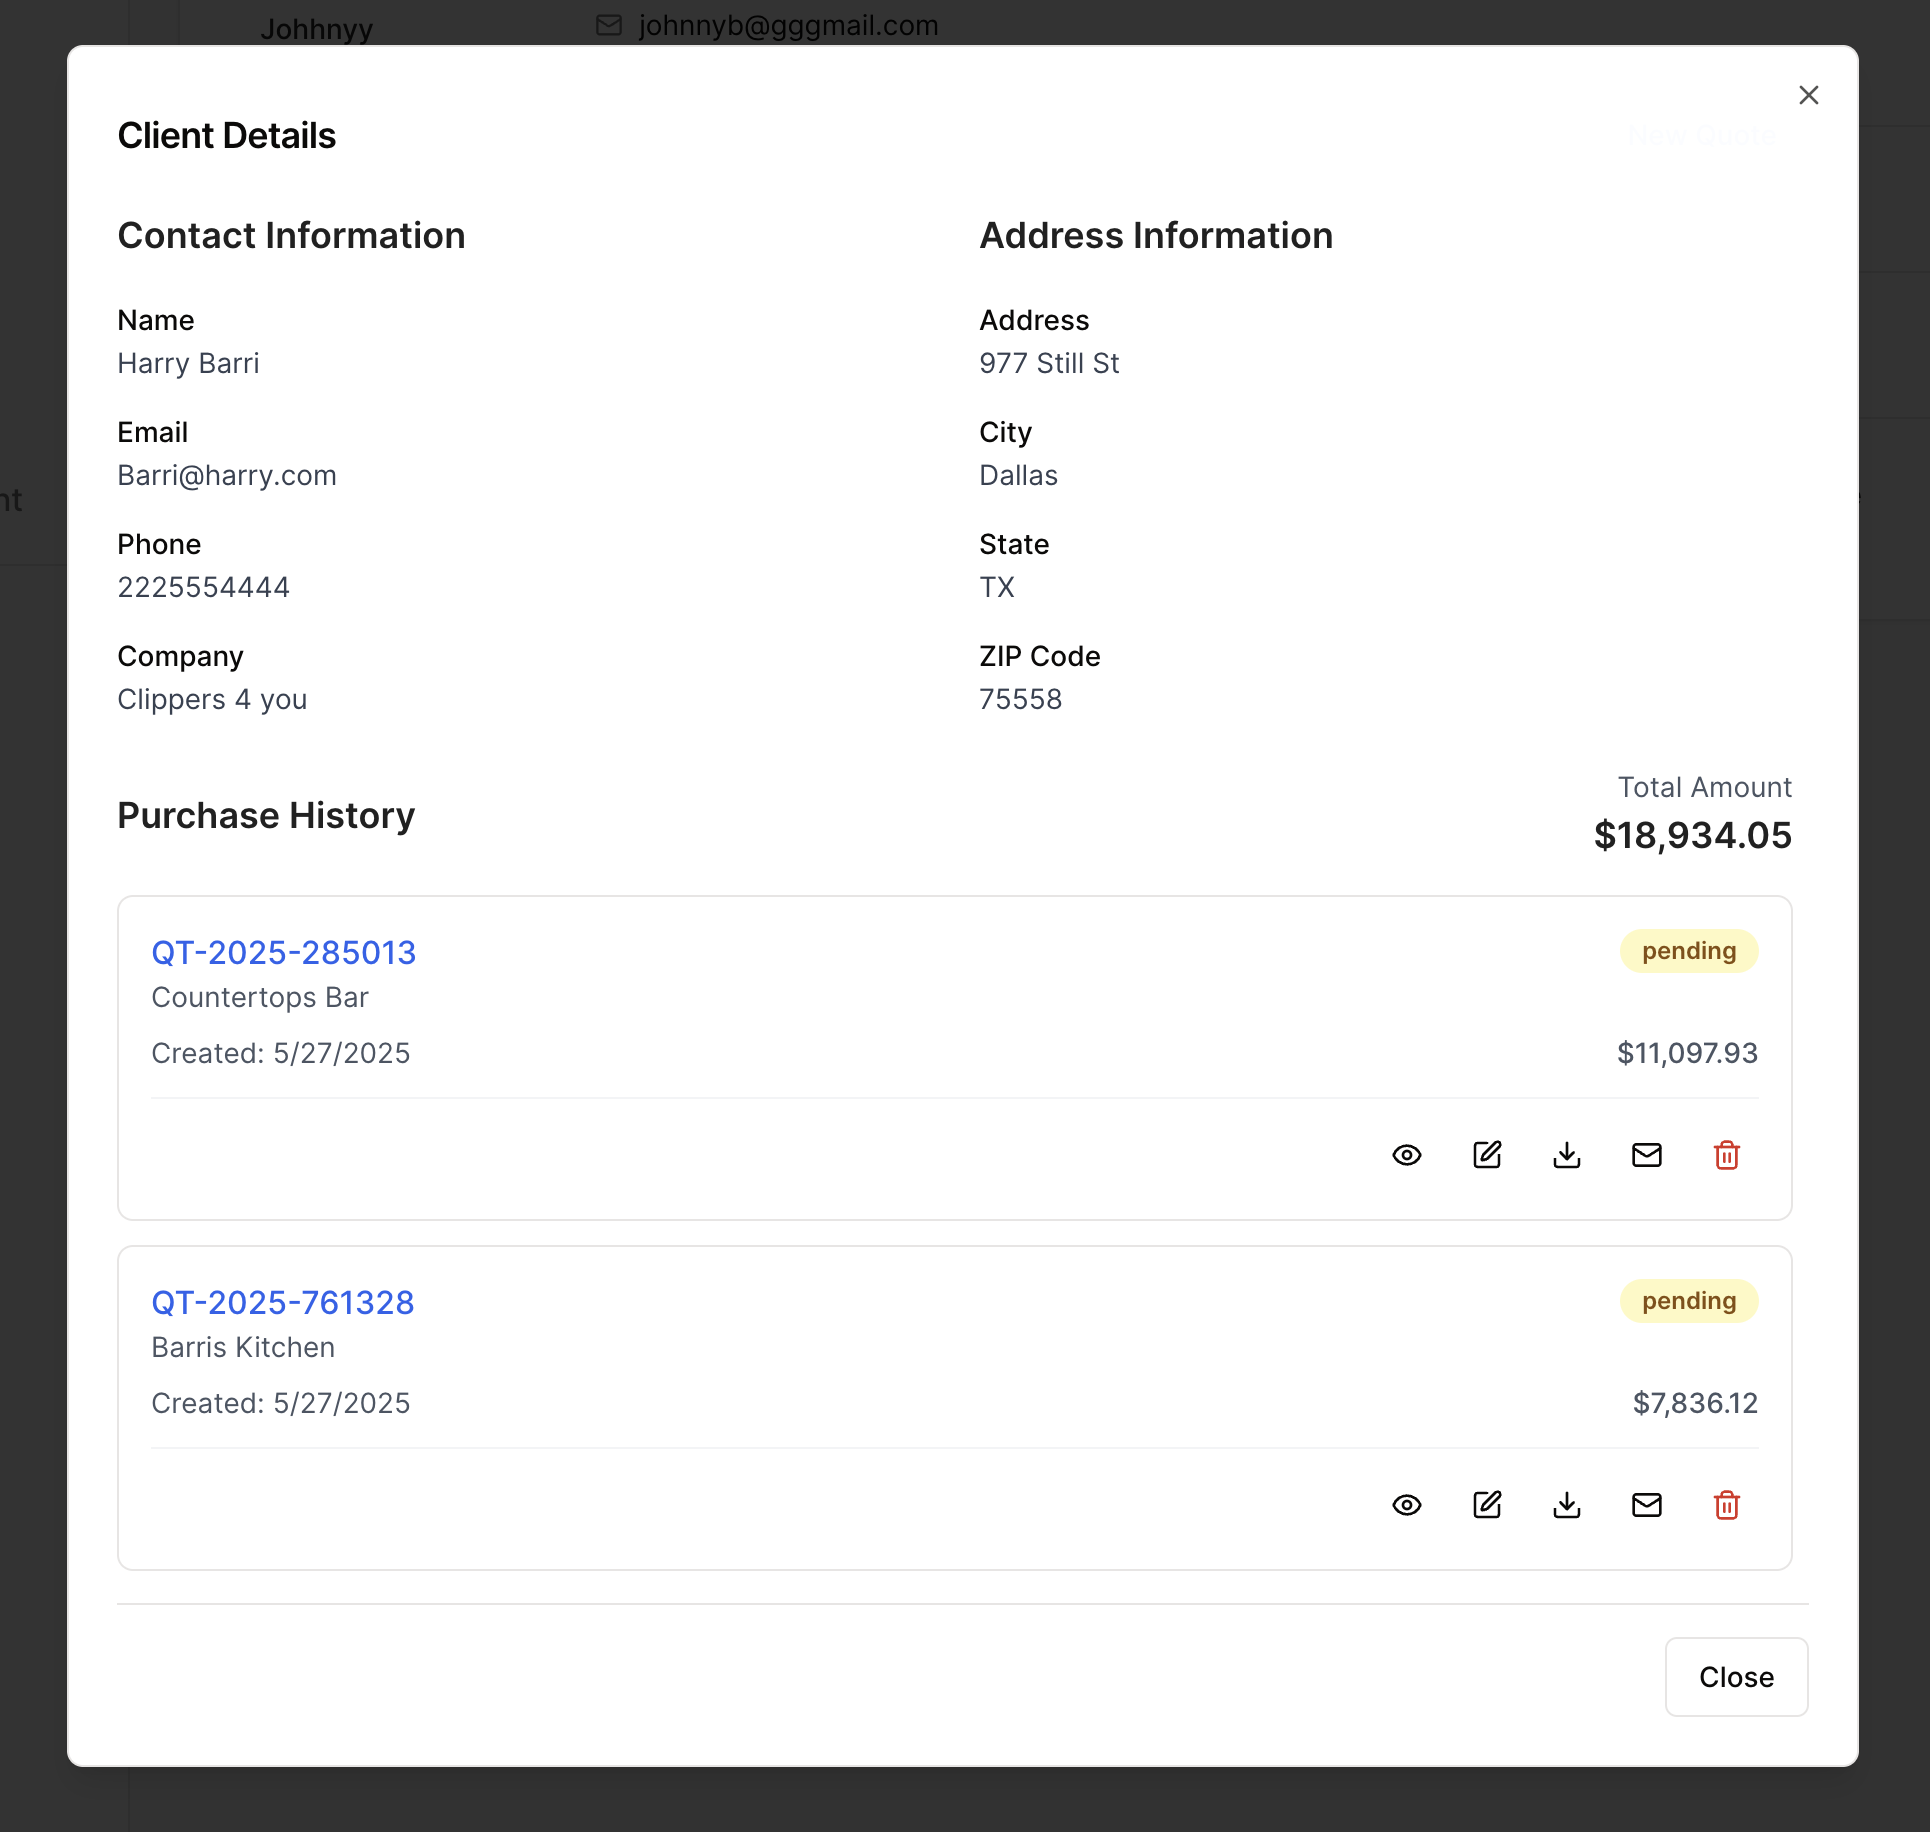 Johhnyy
johnnyb@gggmail.com
Client Details
New Quote
Contact Information
Name
Harry Barri
Email
Barri@harry.com
Phone
2225554444
Company
Clippers 4 you
Address Information
Address
977 Still St
City
Dallas
State
TX
ZIP Code
75558
nt
Purchase History
Total Amount
$18,934.05
QT-2025-285013
pending
Countertops Bar
Created: 5/27/2025
$11,097.93
QT-2025-761328
pending
Barris Kitchen
Created: 5/27/2025
$7,836.12
Close